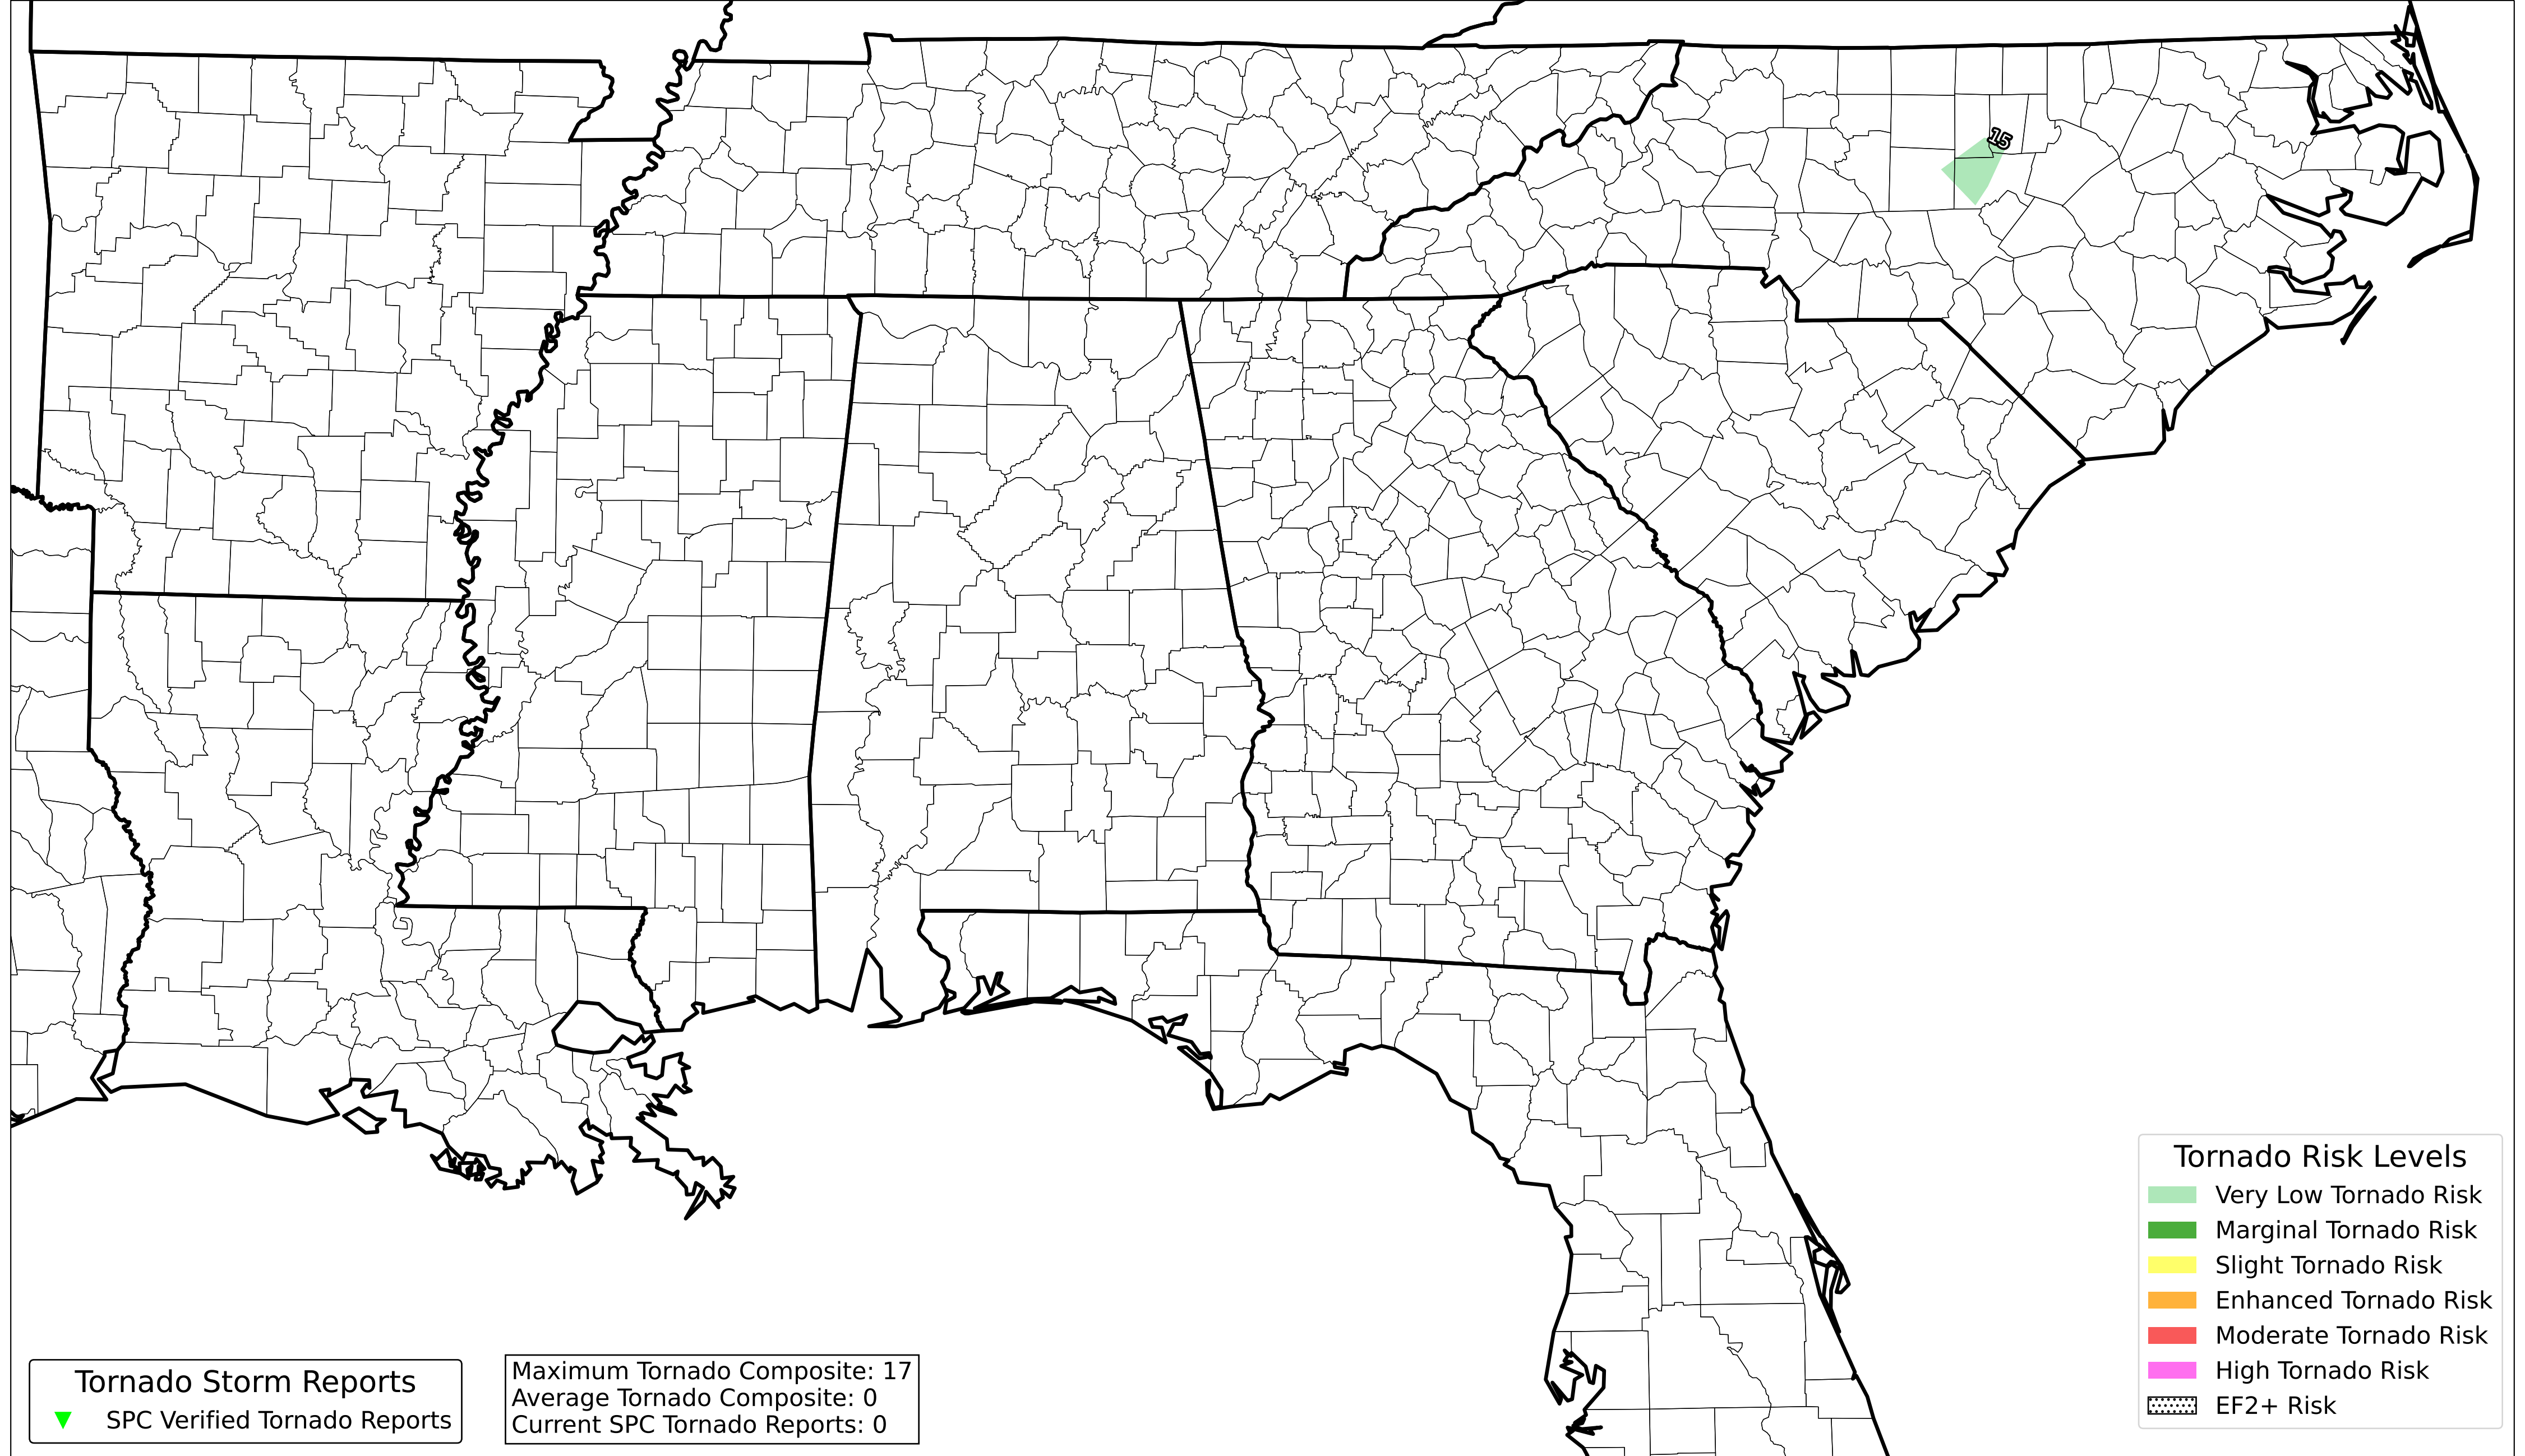 15
Tornado Risk Levels
Very Low Tornado Risk
Marginal Tornado Risk
Slight Tornado Risk
Enhanced Tornado Risk
Moderate Tornado Risk
High Tornado Risk
EF2+ Risk
Tornado Storm Reports
SPC Verified Tornado Reports
Maximum Tornado Composite: 17
Average Tornado Composite: 0
Current SPC Tornado Reports: 0